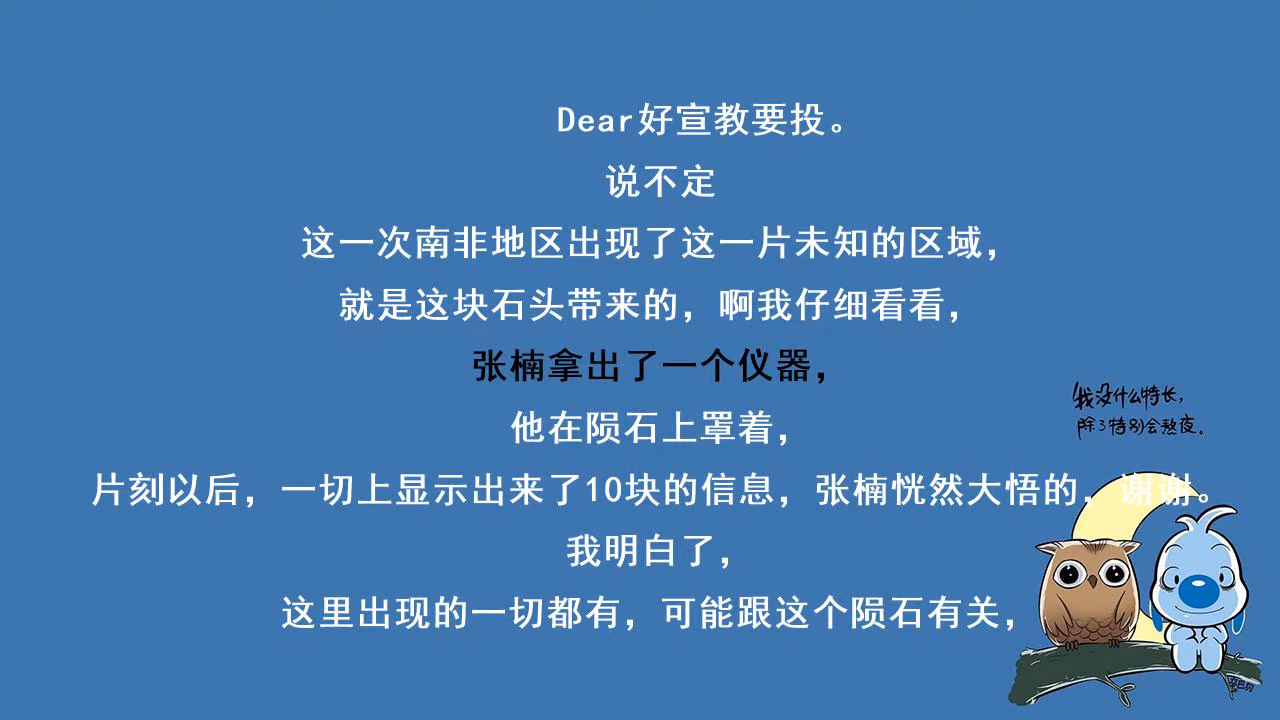 Dear好宣教要投。
说不定
这一次南非地区出现了这一片未知的区域，
就是这块石头带来的，啊我仔细看看，
张楠拿出了一个仪器，
他在陨石上罩着，
片刻以后，一切上显示出来了10块的信息，张楠恍然大悟的，谢谢。
我明白了，
这里出现的一切都有，可能跟这个陨石有关，
我没什么特长，
除了特别会熬夜。